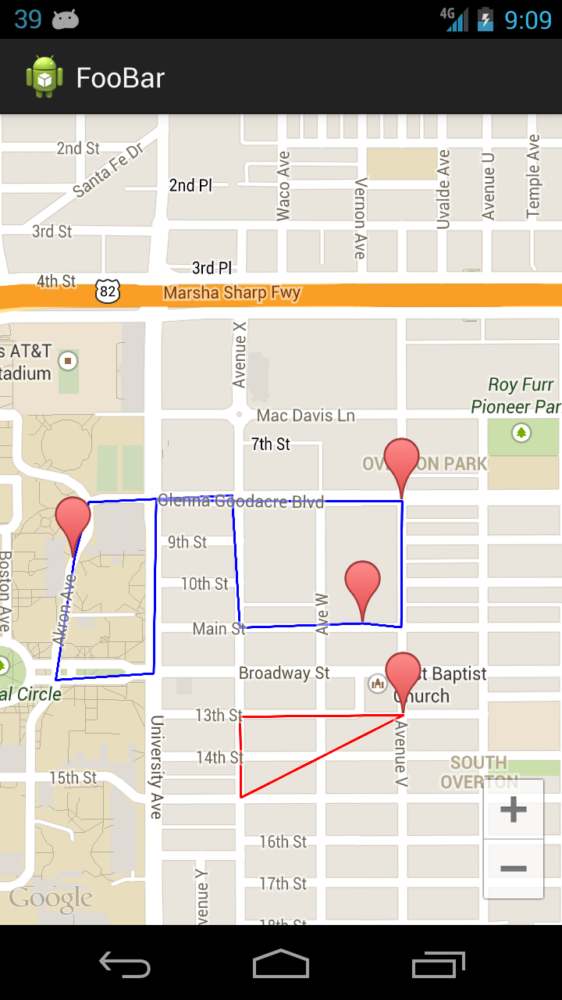 39
4G
9:09
FooBar
2nd St
Santa Fe Dr
2nd Pl
Waco Ave
Vernon Ave
Uvalde Ave
Avenue U
Temple Ave
3rd St
3rd Pl
4th St
82
Marsha Sharp Fwy
s AT&T
tadium
Avenue X
Roy Furr
Pioneer Par
Mac Davis Ln
7th St
ON PARK
Glenna Goodacre Blvd
9th St
Boston Ave
Akron Ave
10th St
Ave W
Main St
Broadway St
st Baptist
Church
al Circle
13th St
University Ave
Avenue V
14th St
SOUTH
OVERTON
15th St
+
−
16th St
17th St
venue Y
Google
18th St